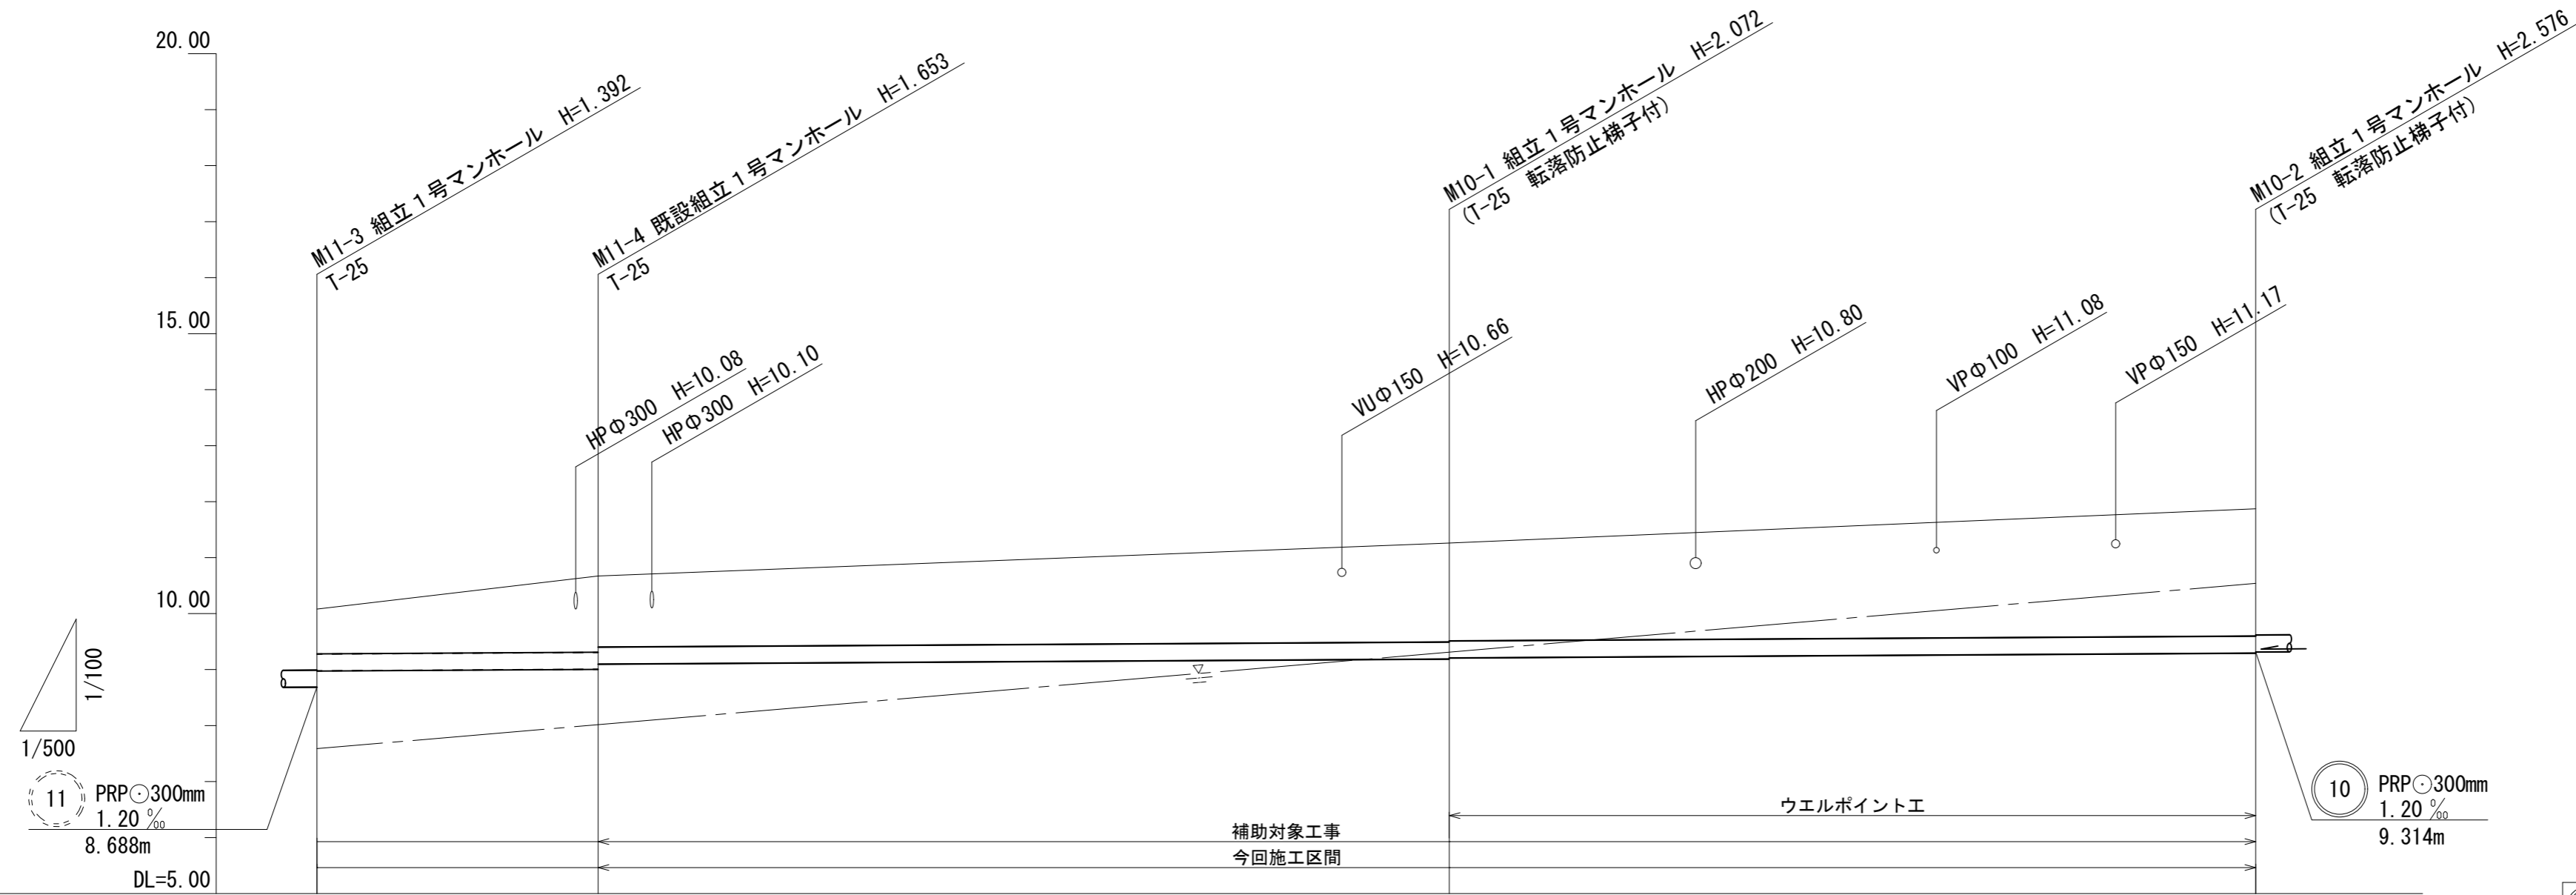 20.00
15.00
10.00
DL=5.00
M11-3 組立1号マンホール H=1.392
T-25
M11-4 既設組立1号マンホール H=1.653
T-25
M10-1 組立1号マンホール H=2.072
(T-25 転落防止梯子付)
M10-2 組立1号マンホール H=2.576
(T-25 転落防止梯子付)
HPΦ300 H=10.08
HPΦ300 H=10.10
VUΦ150 H=10.66
HPΦ200 H=10.80
VPΦ100 H=11.08
VPΦ150 H=11.17
1/100
1/500
11
PRP⊙300mm
1.20 ‰
8.688m
ウエルポイント工
補助対象工事
今回施工区間
10
PRP⊙300mm
1.20 ‰
9.314m